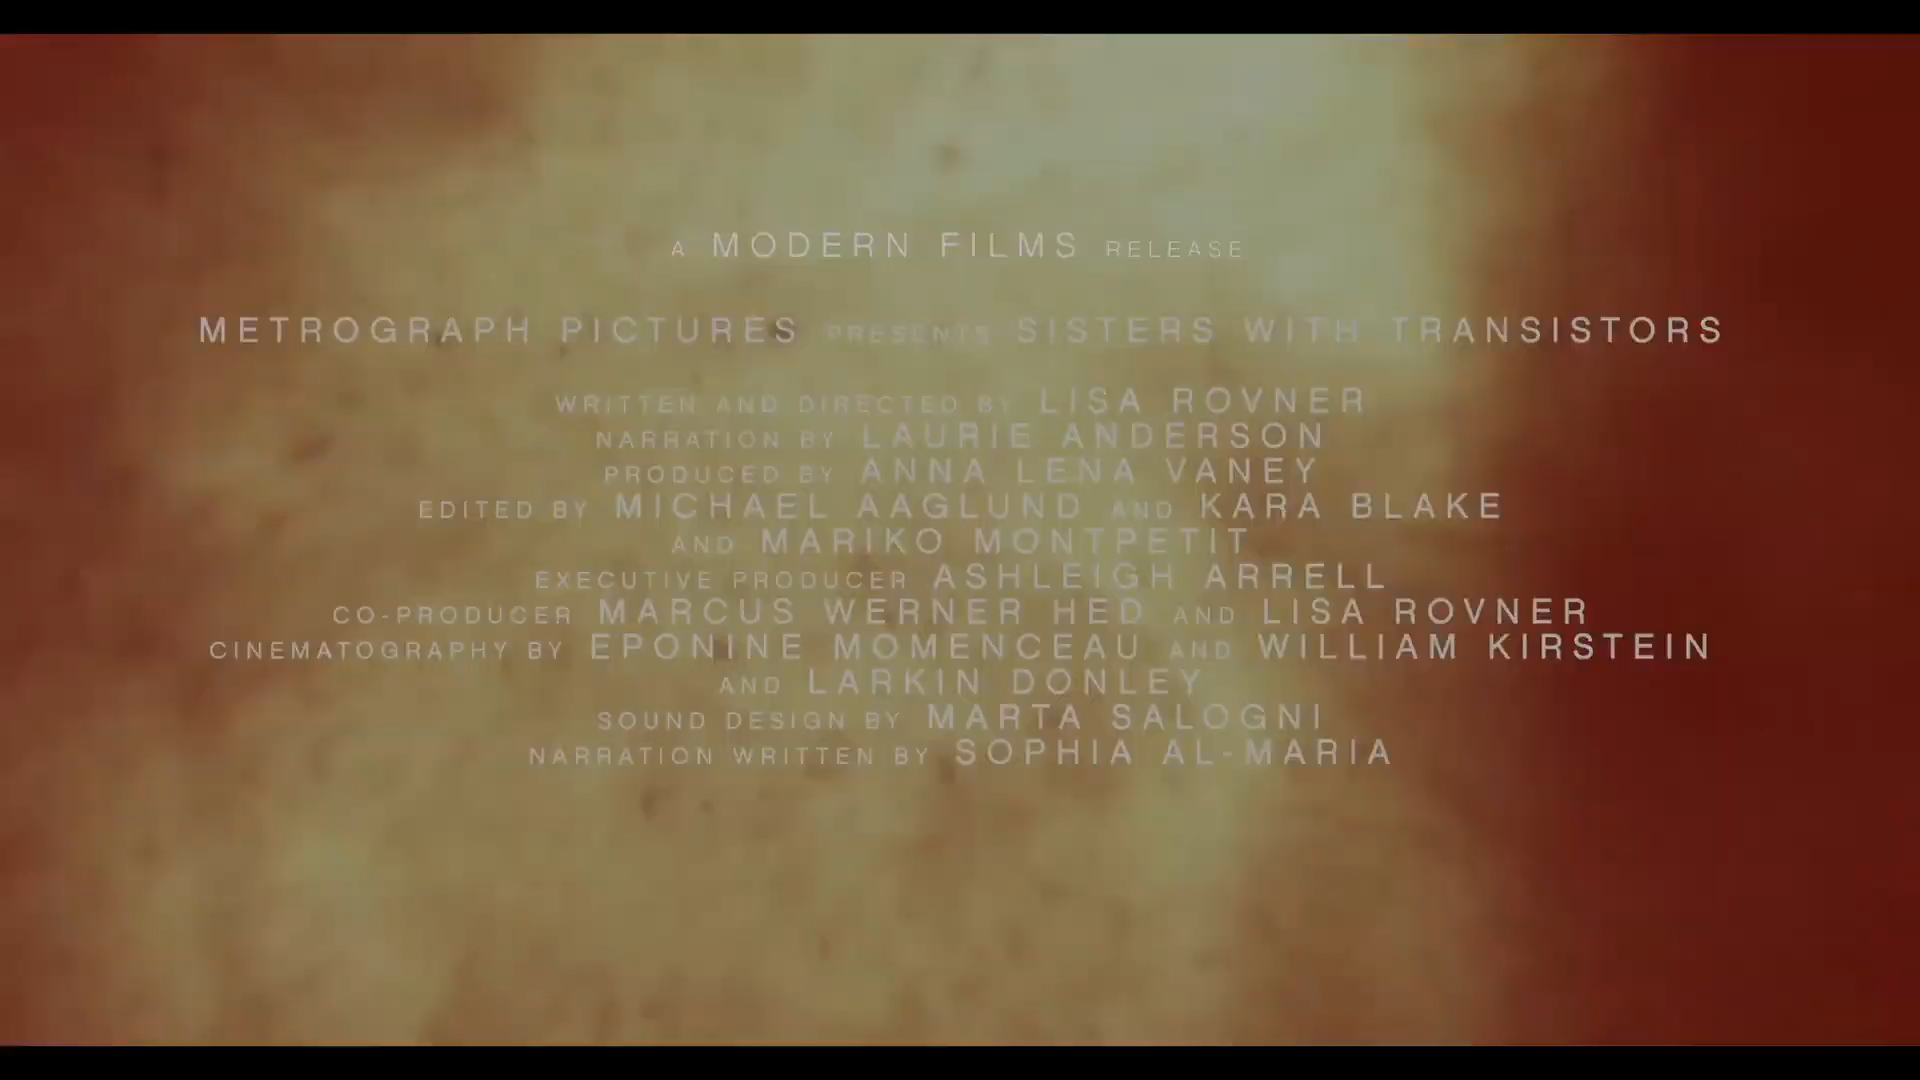 A MODERN FILMS RELEASE
METROGRAPH PICTURES PRESENTS SISTERS WITH TRANSISTORS
WRITTEN AND DIRECTED BY LISA ROVNER
NARRATION BY LAURIE ANDERSON
PRODUCED BY ANNA LENA VANEY
EDITED BY MICHAEL AAGLUND AND KARA BLAKE
AND MARIKO MONTPETIT
EXECUTIVE PRODUCER ASHLEIGH ARRELL
CO-PRODUCER MARCUS WERNER HED AND LISA ROVNER
CINEMATOGRAPHY BY EPONINE MOMENCEAU AND WILLIAM KIRSTEIN
AND LARKIN DONLEY
SOUND DESIGN BY MARTA SALOGNI
NARRATION WRITTEN BY SOPHIA AL-MARIA